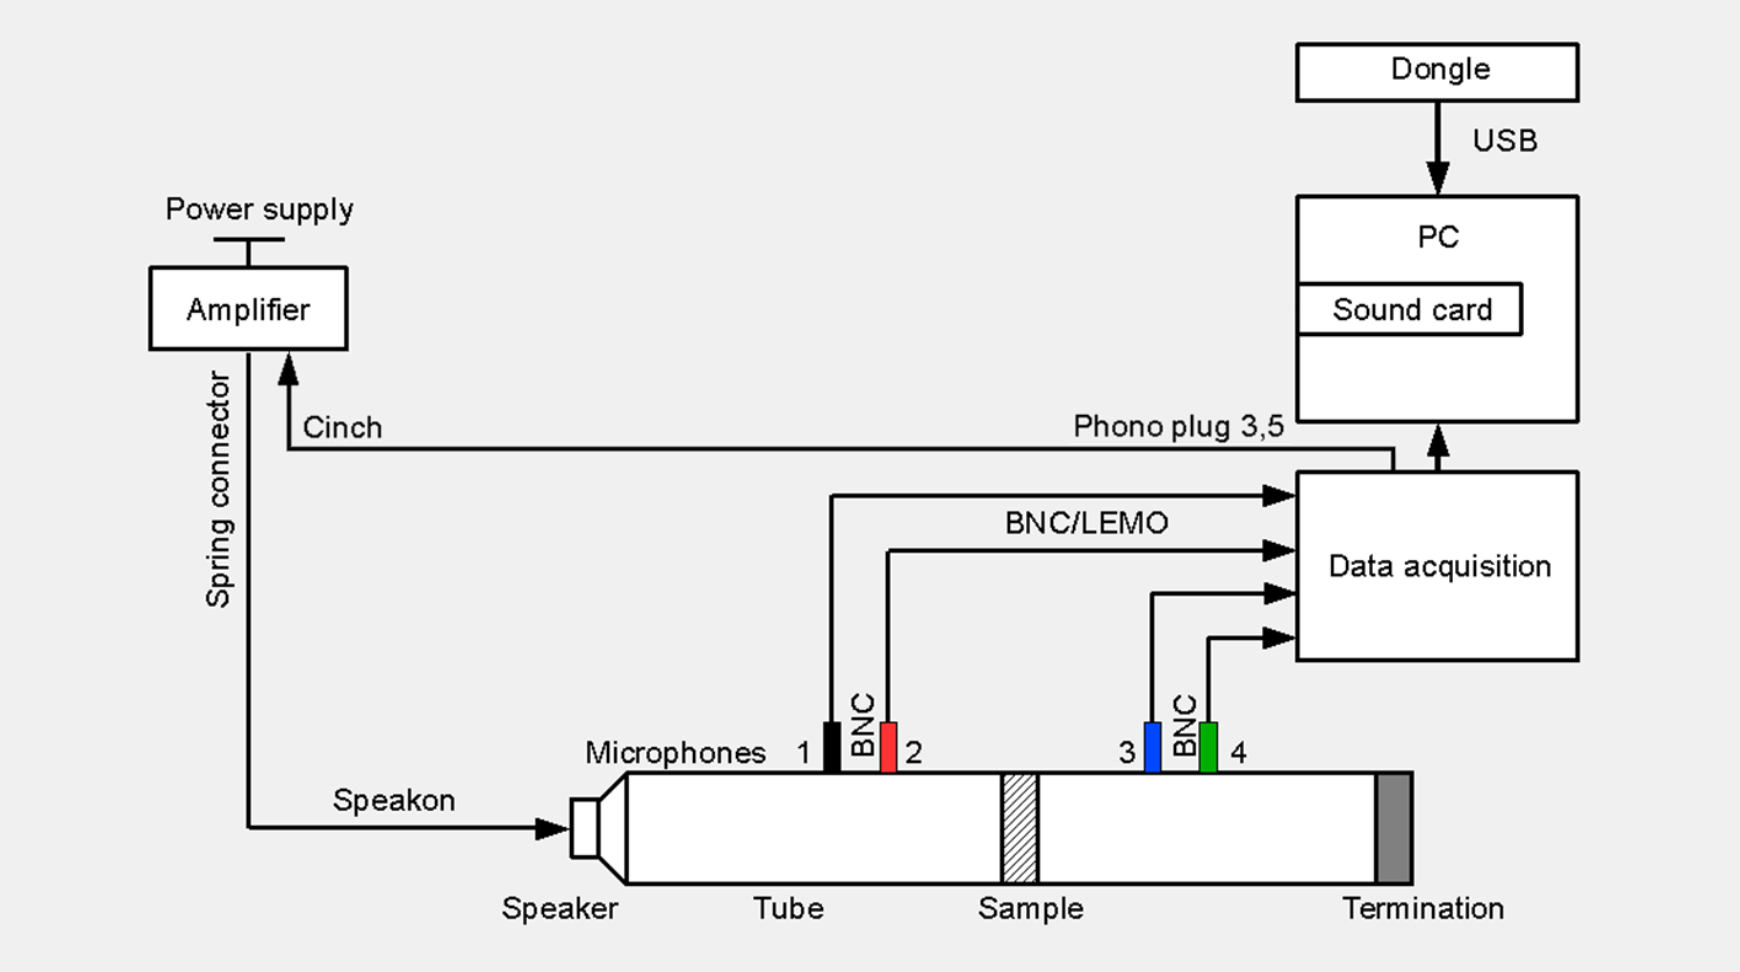 Dongle
USB
Power supply
PC
Amplifier
Sound card
Spring connector
Cinch
Phono plug 3,5
BNC/LEMO
Data acquisition
Microphones 1 BNC 2
3 BNC 4
Speakon
Speaker
Tube
Sample
Termination